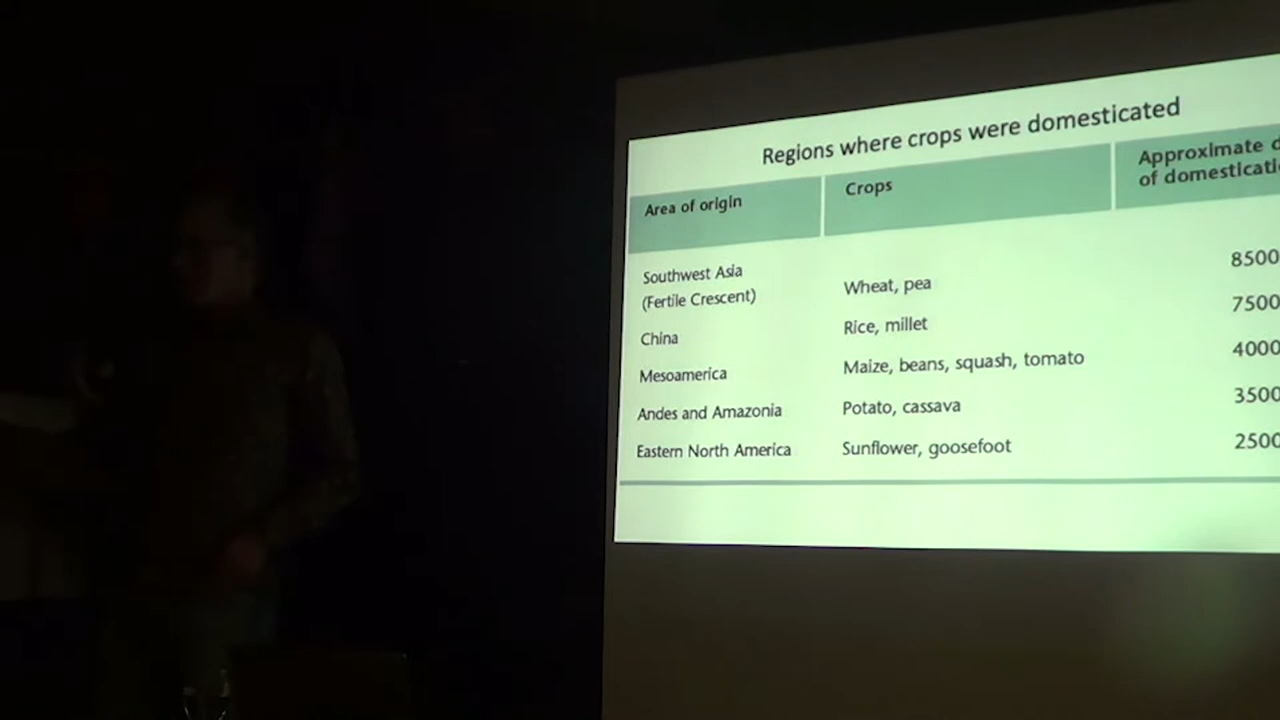 Regions where crops were domesticated
Area of origin
Crops
Approximate
of
Southwest Asia
(Fertile Crescent)
Wheat, pea
8500
China
Rice, millet
7500
Mesoamerica
Maize, beans, squash, tomato
4000
Andes and Amazonia
Potato, cassava
3500
Eastern North America
Sunflower, goosefoot
2500